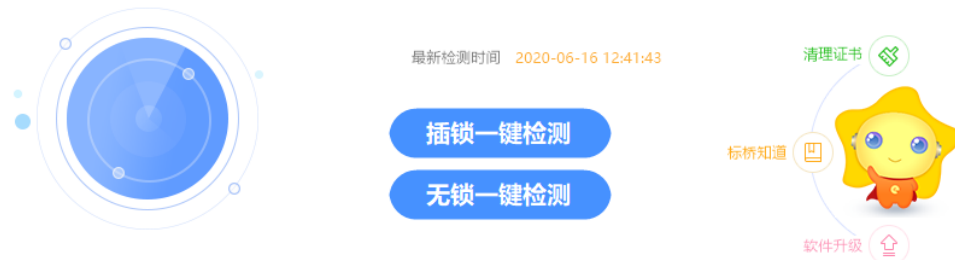 最新检测时间 2020-06-16 12:41:43
清理证书
插锁一键检测
标桥知道
无锁一键检测
软件升级